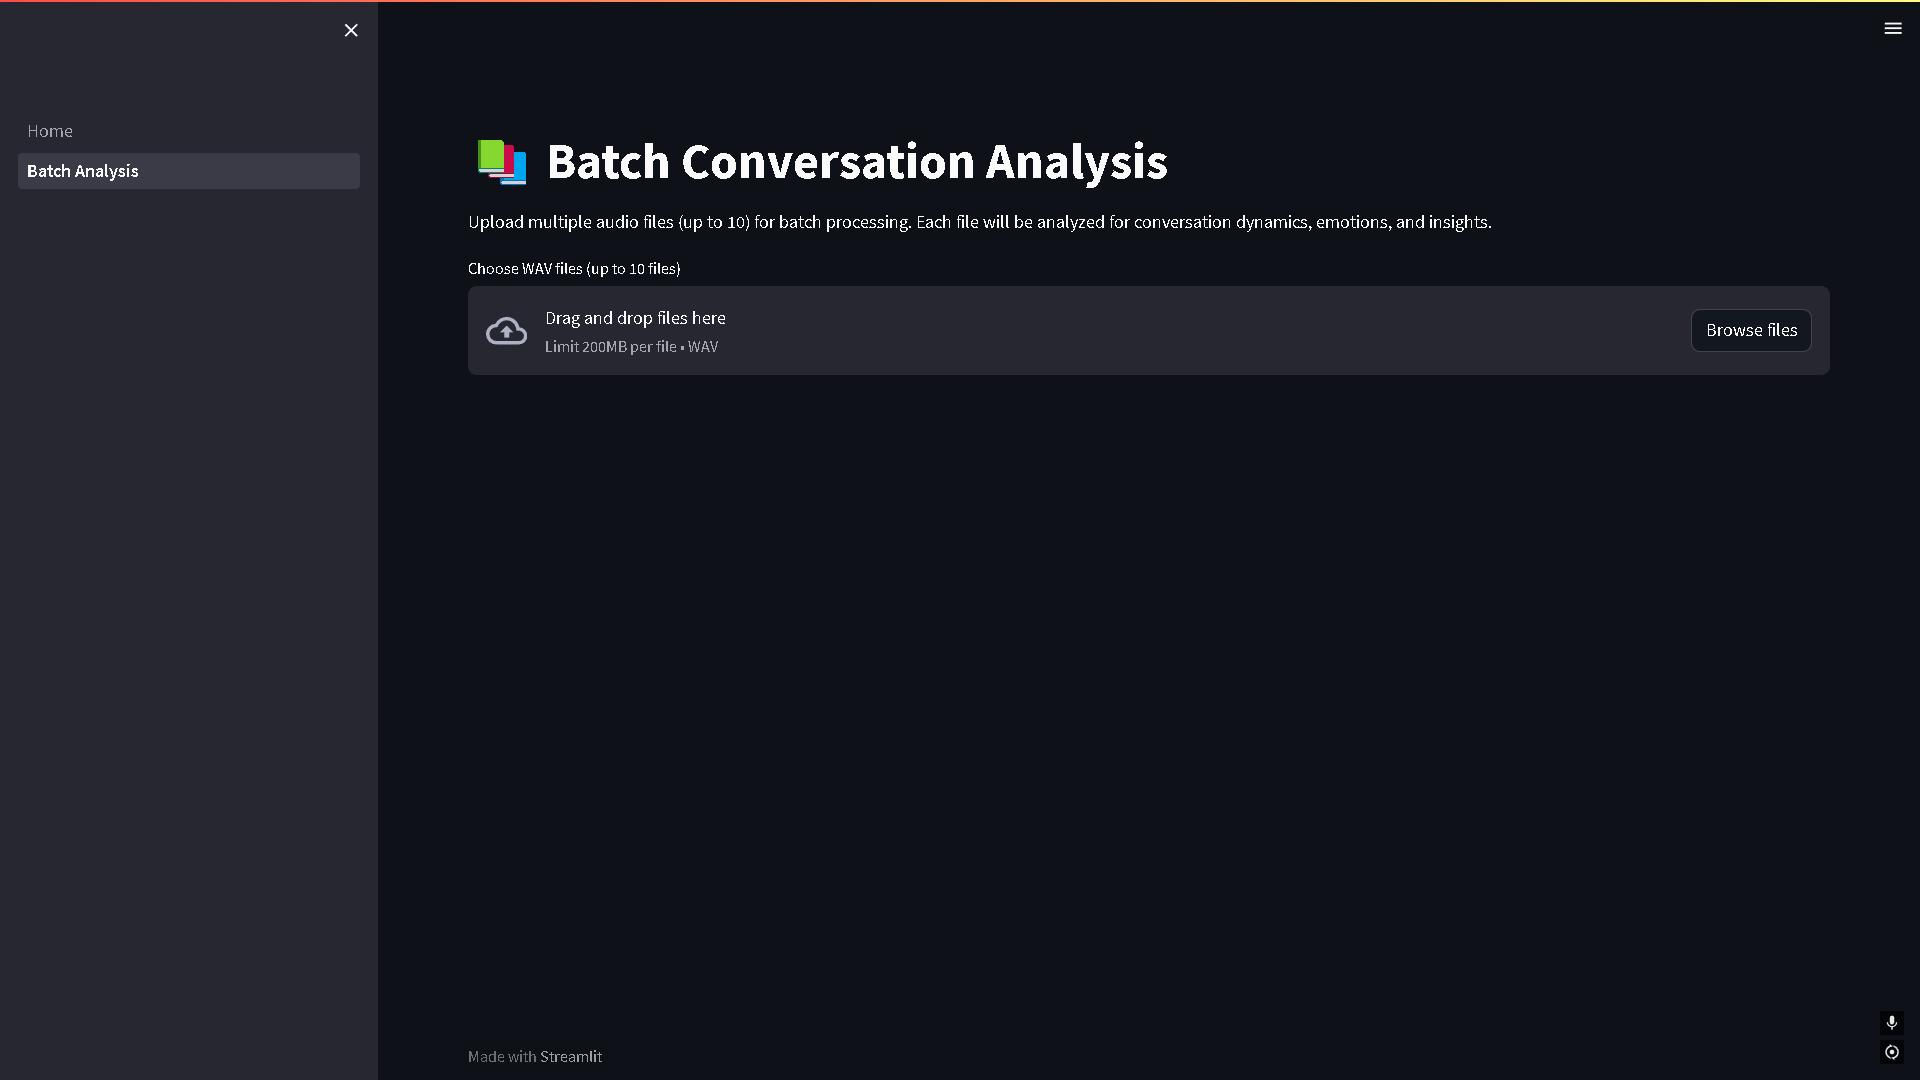 Home
Batch Analysis
Batch Conversation Analysis
Upload multiple audio files (up to 10) for batch processing. Each file will be analyzed for conversation dynamics, emotions, and insights.
Choose WAV files (up to 10 files)
Drag and drop files here
Limit 200MB per file • WAV
Browse files
Made with Streamlit